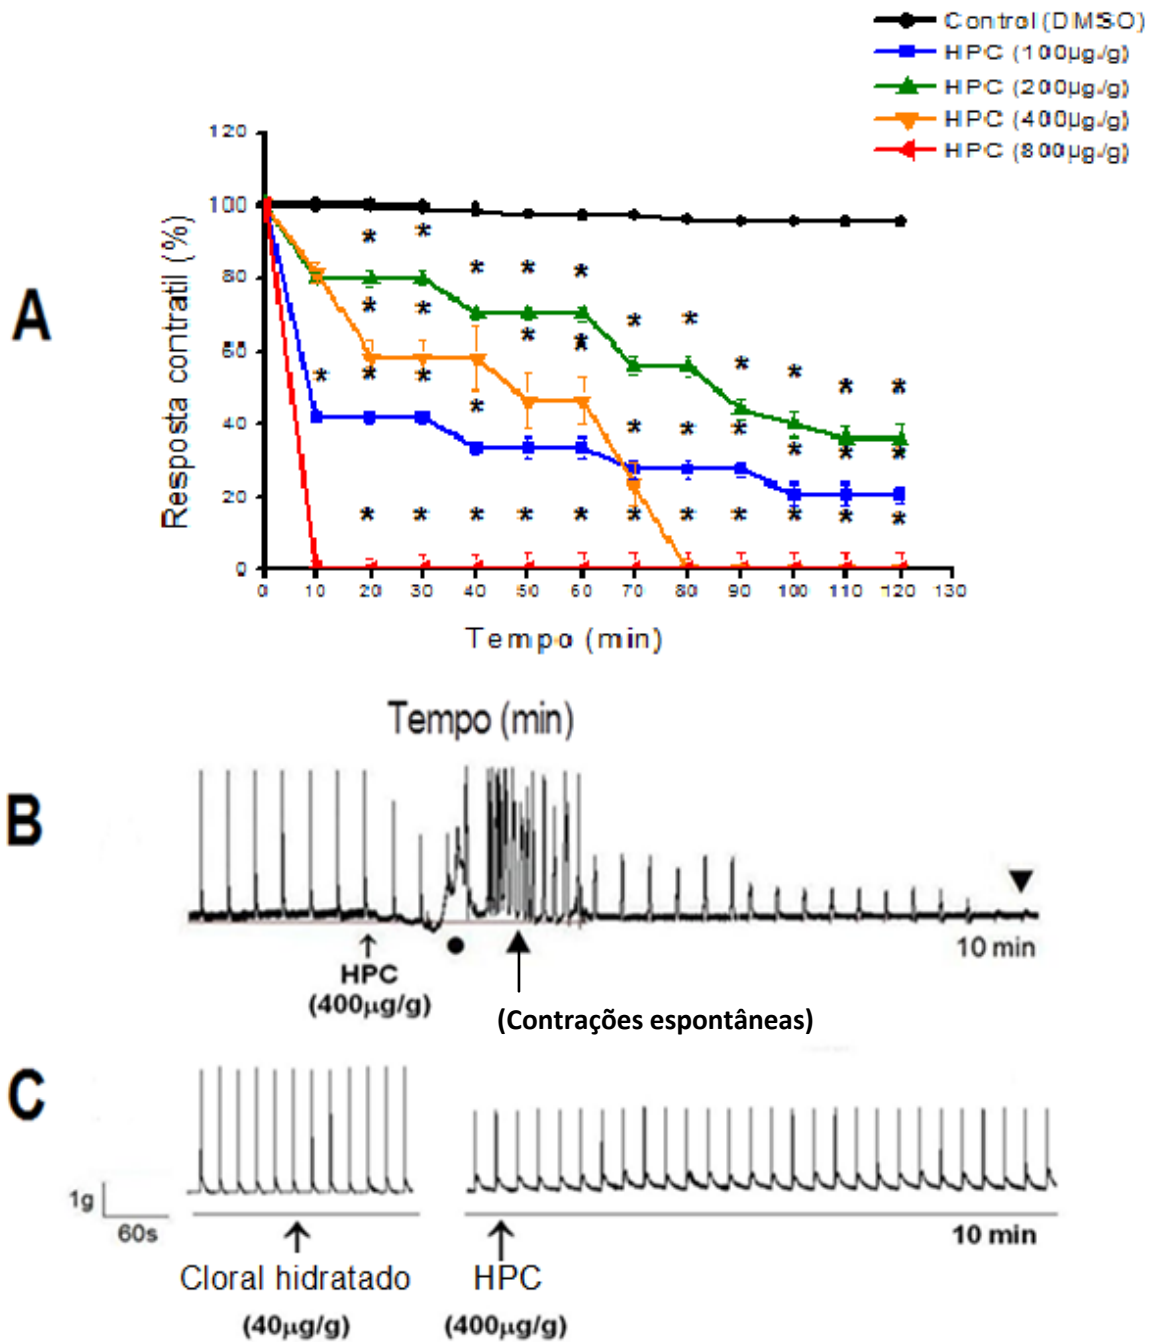 Control (DMSO)
HPC (100µg/g)
HPC (200µg/g)
HPC (400µg/g)
HPC (800µg/g)
A
Resposta contratil (%)
120
100
80
60
40
20
0
0 10 20 30 40 50 60 70 80 90 100 110 120 130
Tempo (min)
Tempo (min)
B
HPC
(400µg/g)
10 min
(Contrações espontâneas)
C
1g
60s
10 min
Cloral hidratado
(40µg/g)
HPC
(400µg/g)